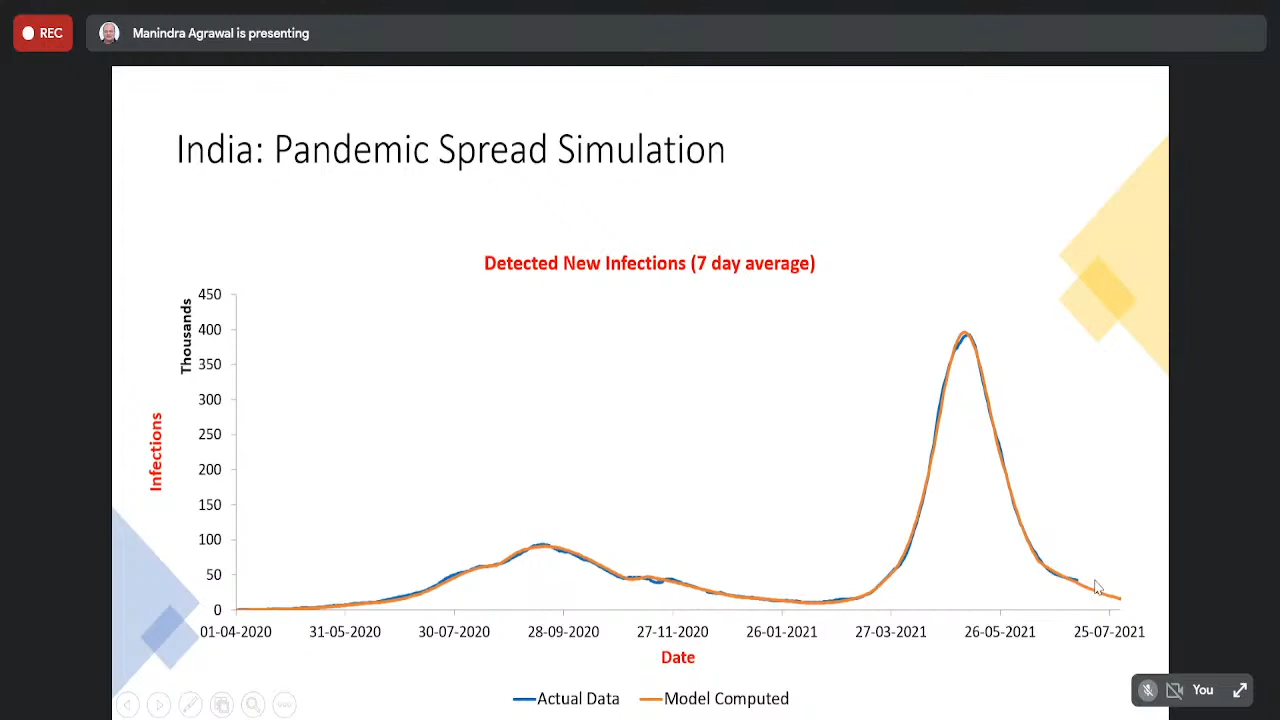 REC
Manindra Agrawal is presenting
India: Pandemic Spread Simulation
Detected New Infections (7 day average)
Thousands
Infections
450
400
350
300
250
200
150
100
50
0
01-04-2020 31-05-2020 30-07-2020 28-09-2020 27-11-2020 26-01-2021 27-03-2021 26-05-2021 25-07-2021
Date
Actual Data Model Computed
You